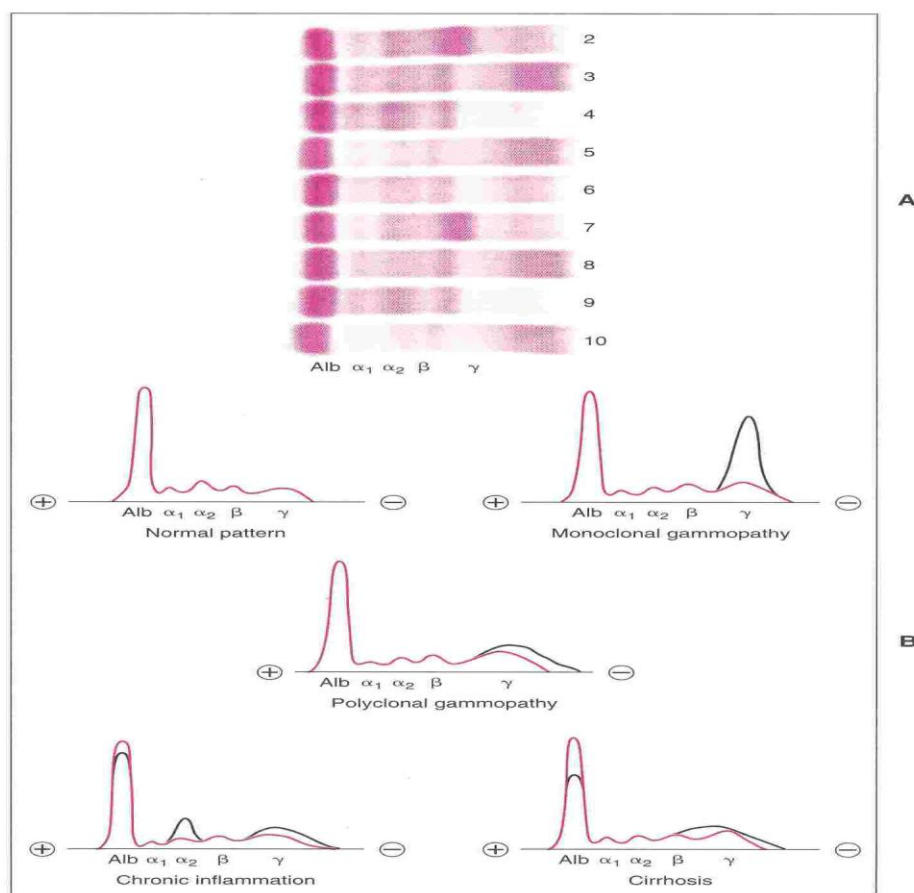 2
3
A
4
5
6
7
8
9
10
Alb α₁ α₂ β γ
+ −
Alb α₁ α₂ β γ
Normal pattern
+ −
Alb α₁ α₂ β γ
Monoclonal gammopathy
B
+ −
Alb α₁ α₂ β γ
Polyclonal gammopathy
+ −
Alb α₁ α₂ β γ
Chronic inflammation
+ −
Alb α₁ α₂ β γ
Cirrhosis